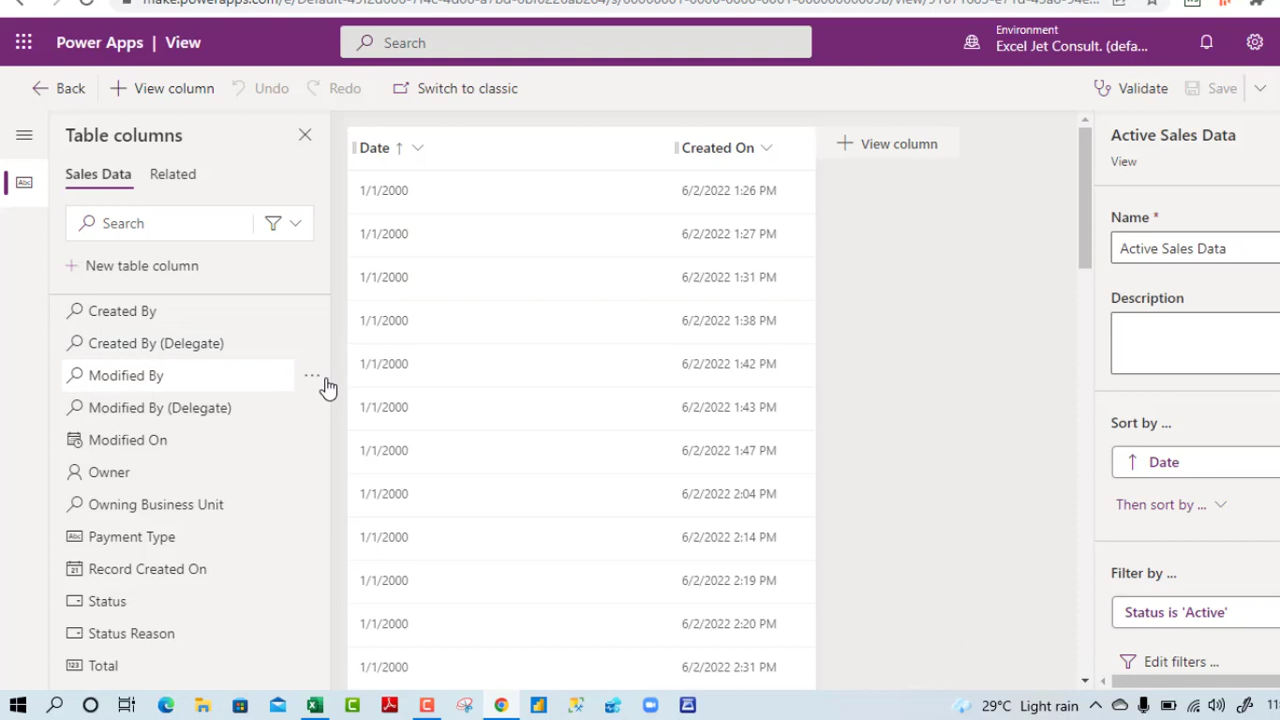 Environment
Power Apps | View
Search
Excel Jet Consult. (defa...
Back
View column
Undo
Redo
Switch to classic
Validate
Save
Table columns
Sales Data
Related
Search
New table column
Created By
Created By (Delegate)
Modified By
Modified By (Delegate)
Modified On
Owner
Owning Business Unit
Payment Type
Record Created On
Status
Status Reason
Total
Date
Created On
View column
1/1/2000 6/2/2022 1:26 PM
1/1/2000 6/2/2022 1:27 PM
1/1/2000 6/2/2022 1:31 PM
1/1/2000 6/2/2022 1:38 PM
1/1/2000 6/2/2022 1:42 PM
1/1/2000 6/2/2022 1:43 PM
1/1/2000 6/2/2022 1:47 PM
1/1/2000 6/2/2022 2:04 PM
1/1/2000 6/2/2022 2:14 PM
1/1/2000 6/2/2022 2:19 PM
1/1/2000 6/2/2022 2:20 PM
1/1/2000 6/2/2022 2:31 PM
Active Sales Data
View
Name *
Active Sales Data
Description
Sort by ...
Date
Then sort by ...
Filter by ...
Status is 'Active'
Edit filters ...
29°C Light rain